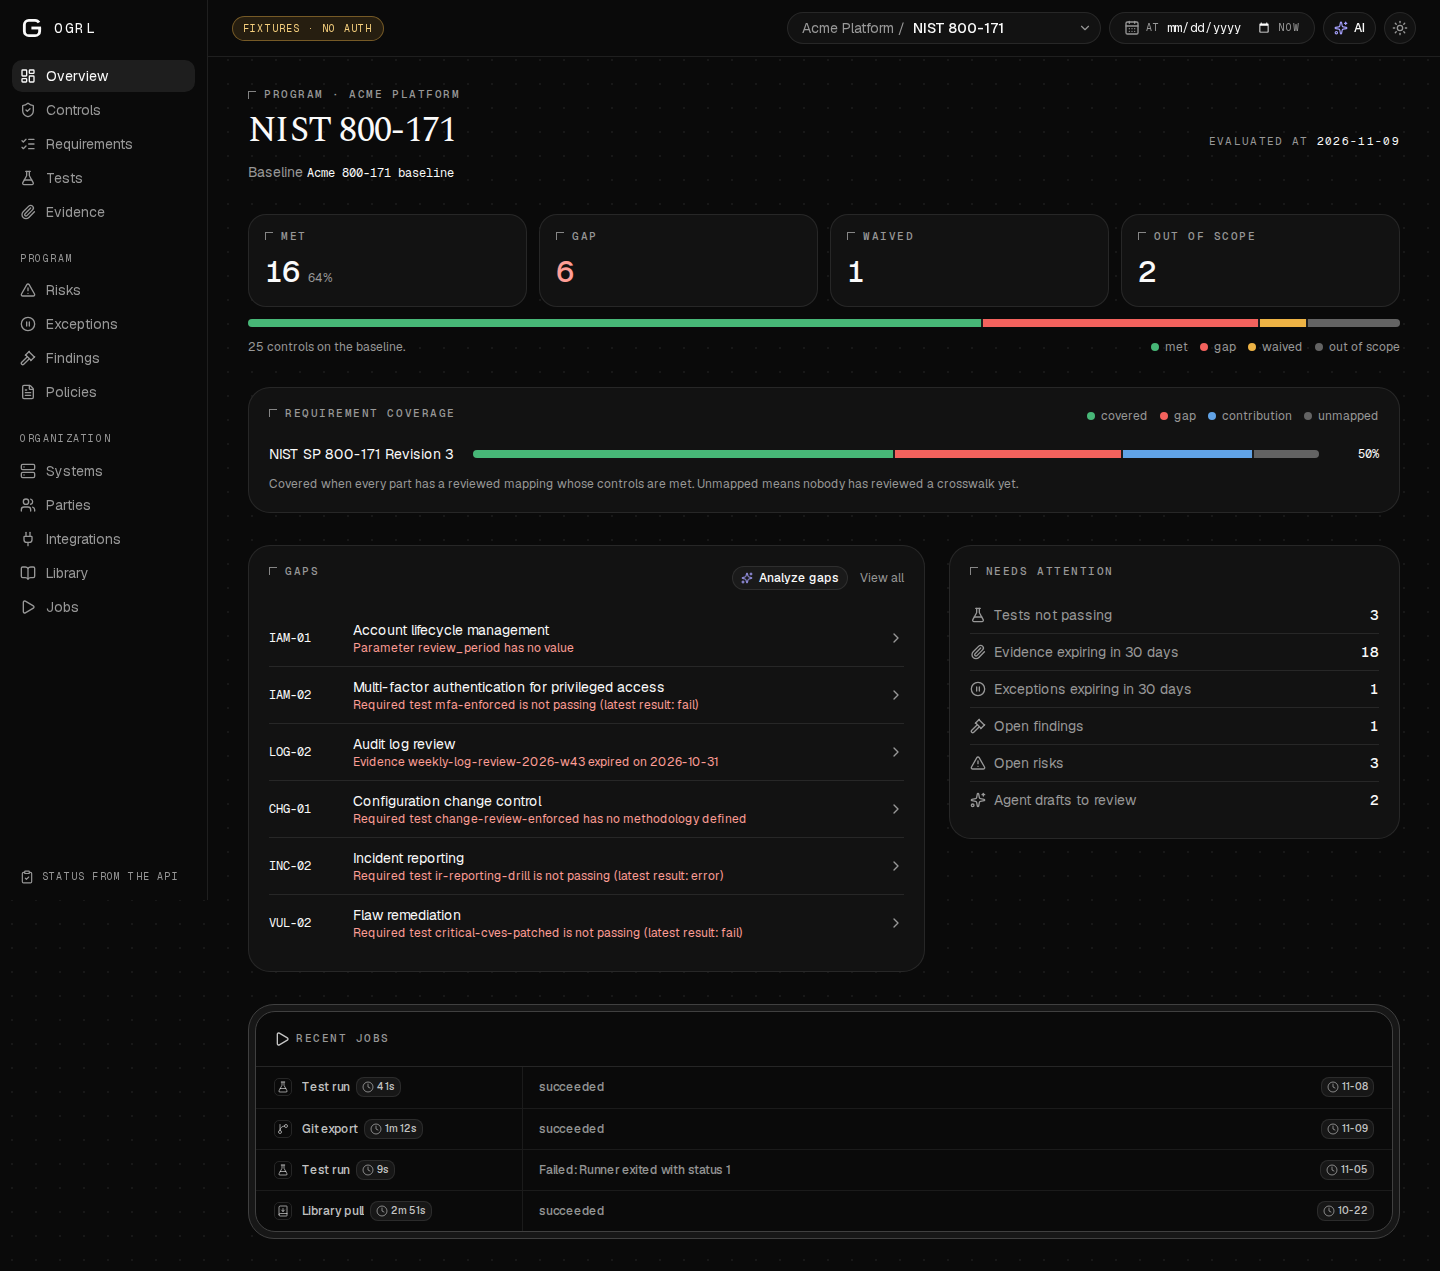 OGRL
FIXTURES · NO AUTH
Acme Platform / NIST 800-171
AT mm/dd/yyyy NOW
AI
Overview
Controls
Requirements
Tests
Evidence
PROGRAM
Risks
Exceptions
Findings
Policies
ORGANIZATION
Systems
Parties
Integrations
Library
Jobs
STATUS FROM THE API
PROGRAM · ACME PLATFORM
NIST 800-171
EVALUATED AT 2026-11-09
Baseline Acme 800-171 baseline
MET
16 64%
GAP
6
WAIVED
1
OUT OF SCOPE
2
25 controls on the baseline.
met gap waived out of scope
REQUIREMENT COVERAGE
covered gap contribution unmapped
NIST SP 800-171 Revision 3 50%
Covered when every part has a reviewed mapping whose controls are met. Unmapped means nobody has reviewed a crosswalk yet.
GAPS
Analyze gaps View all
IAM-01 Account lifecycle management
Parameter review_period has no value
IAM-02 Multi-factor authentication for privileged access
Required test mfa-enforced is not passing (latest result: fail)
LOG-02 Audit log review
Evidence weekly-log-review-2026-w43 expired on 2026-10-31
CHG-01 Configuration change control
Required test change-review-enforced has no methodology defined
INC-02 Incident reporting
Required test ir-reporting-drill is not passing (latest result: error)
VUL-02 Flaw remediation
Required test critical-cves-patched is not passing (latest result: fail)
NEEDS ATTENTION
Tests not passing 3
Evidence expiring in 30 days 18
Exceptions expiring in 30 days 1
Open findings 1
Open risks 3
Agent drafts to review 2
RECENT JOBS
Test run 41s succeeded 11-08
Git export 1m 12s succeeded 11-09
Test run 9s Failed: Runner exited with status 1 11-05
Library pull 2m 51s succeeded 10-22